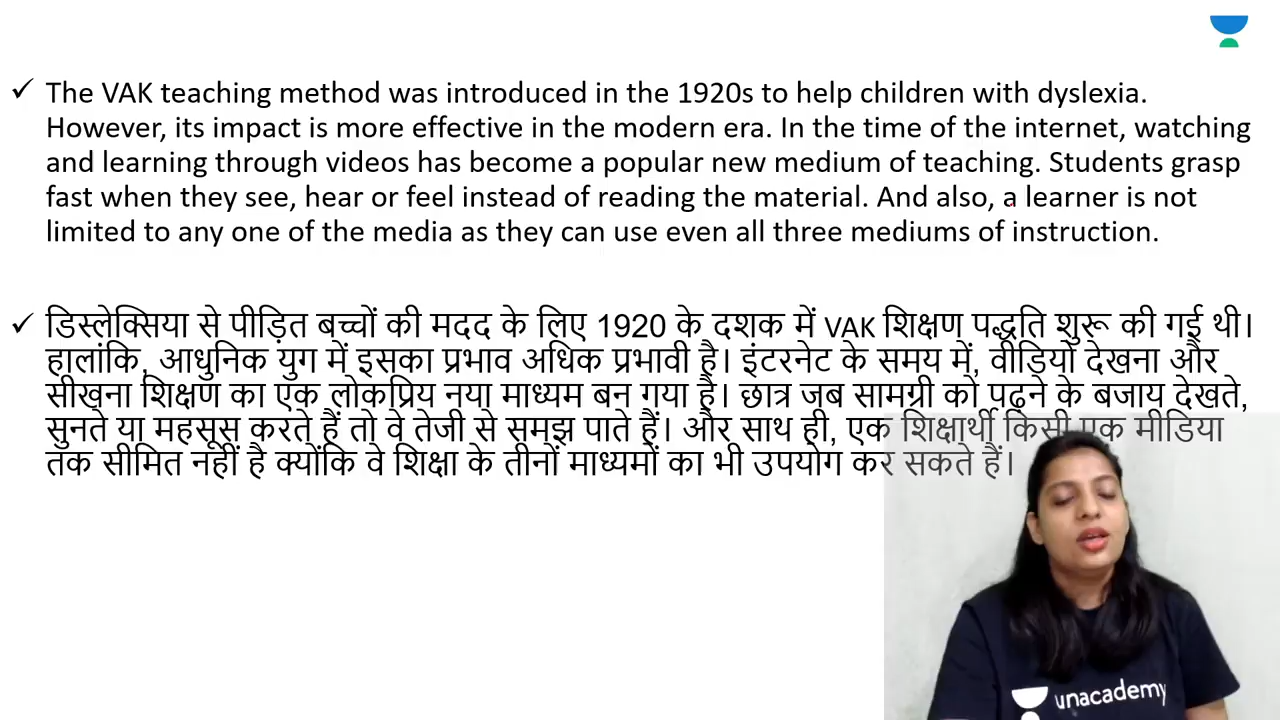 ✓ The VAK teaching method was introduced in the 1920s to help children with dyslexia.
However, its impact is more effective in the modern era. In the time of the internet, watching
and learning through videos has become a popular new medium of teaching. Students grasp
fast when they see, hear or feel instead of reading the material. And also, a learner is not
limited to any one of the media as they can use even all three mediums of instruction.
✓ डिस्लेक्सिया से पीड़ित बच्चों की मदद के लिए 1920 के दशक में VAK शिक्षण पद्धति शुरू की गई थी।
हालांकि, आधुनिक युग में इसका प्रभाव अधिक प्रभावी है। इंटरनेट के समय में, वीडियो देखना और
सीखना शिक्षण का एक लोकप्रिय नया माध्यम बन गया है। छात्र जब सामग्री को पढ़ने के बजाय देखते,
सुनते या महसूस करते हैं तो वे तेजी से समझ पाते हैं। और साथ ही, एक शिक्षार्थी किसी एक मीडिया
तक सीमित नहीं है क्योंकि वे शिक्षा के तीनों माध्यमों का भी उपयोग कर सकते हैं।
unacademy